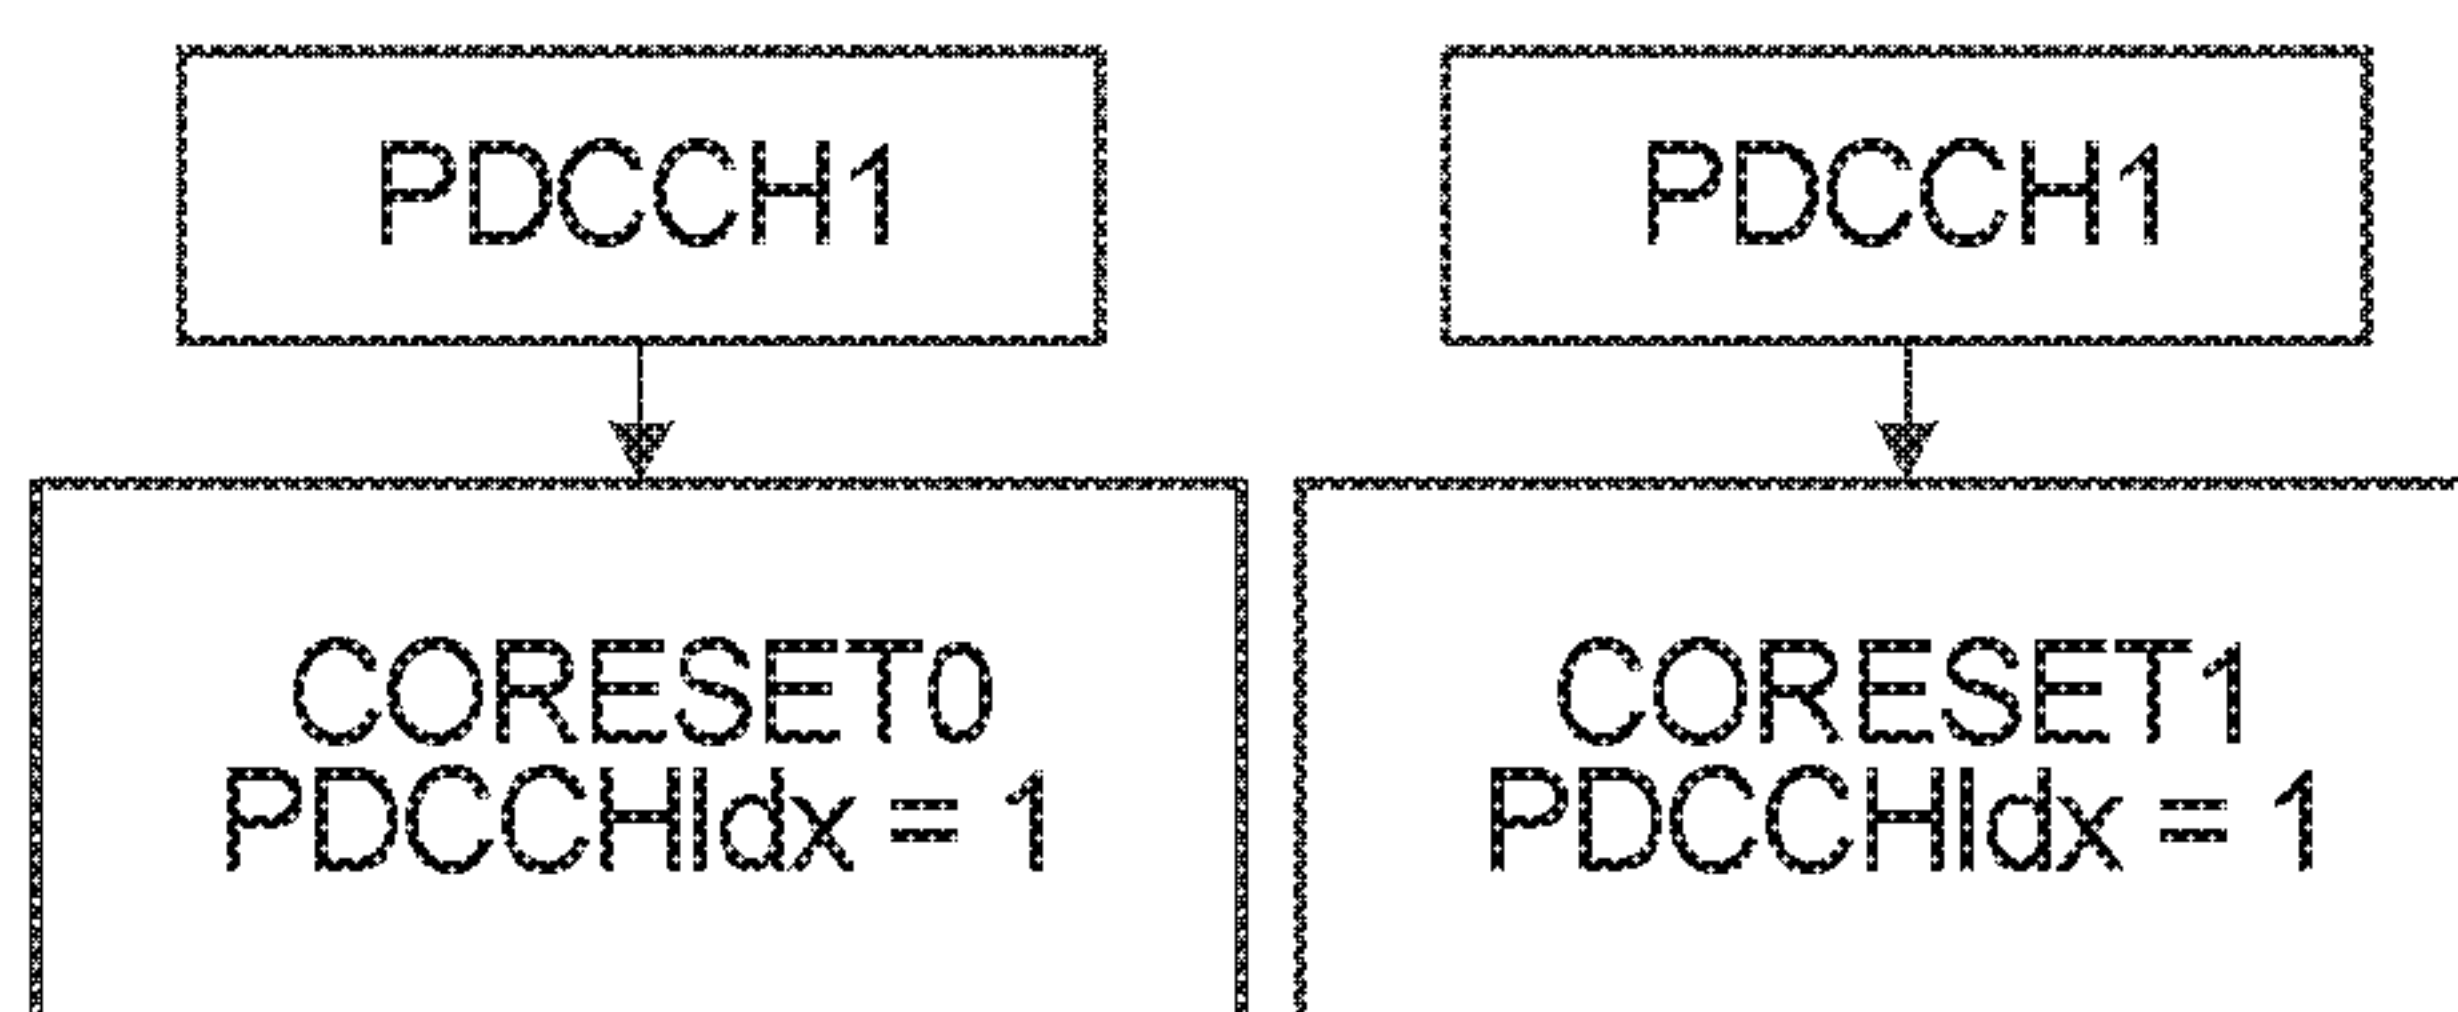 PDCCH1
PDCCH1
CORESET0
PDCCHIdx = 1
CORESET1
PDCCHIdx = 1